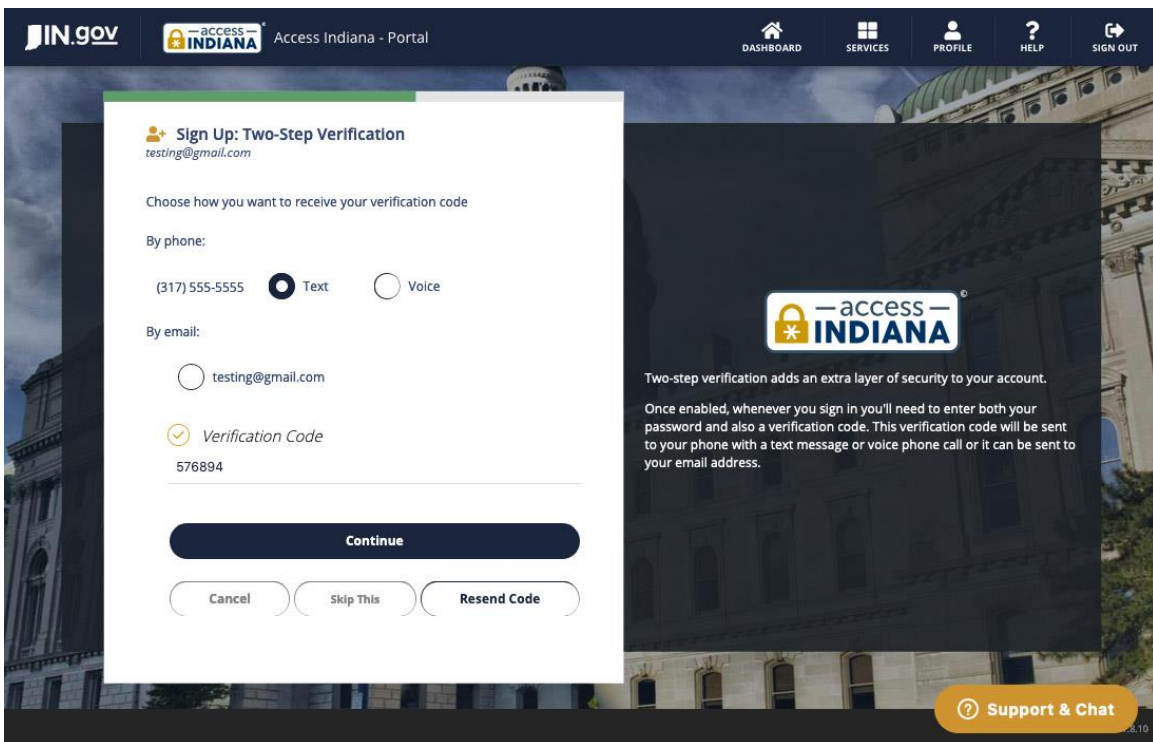 IN.gov
access
INDIANA
Access Indiana - Portal
DASHBOARD
SERVICES
PROFILE
HELP
SIGN OUT
Sign Up: Two-Step Verification
testing@gmail.com
Choose how you want to receive your verification code
By phone:
(317) 555-5555 Text Voice
By email:
testing@gmail.com
Verification Code
576894
Continue
Cancel Skip This Resend Code
access
INDIANA
©
Two-step verification adds an extra layer of security to your account.
Once enabled, whenever you sign in you'll need to enter both your
password and also a verification code. This verification code will be sent
to your phone with a text message or voice phone call or it can be sent to
your email address.
Support & Chat